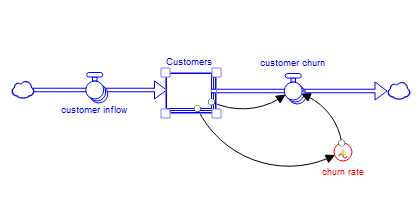 Customers
customer churn
customer inflow
churn rate